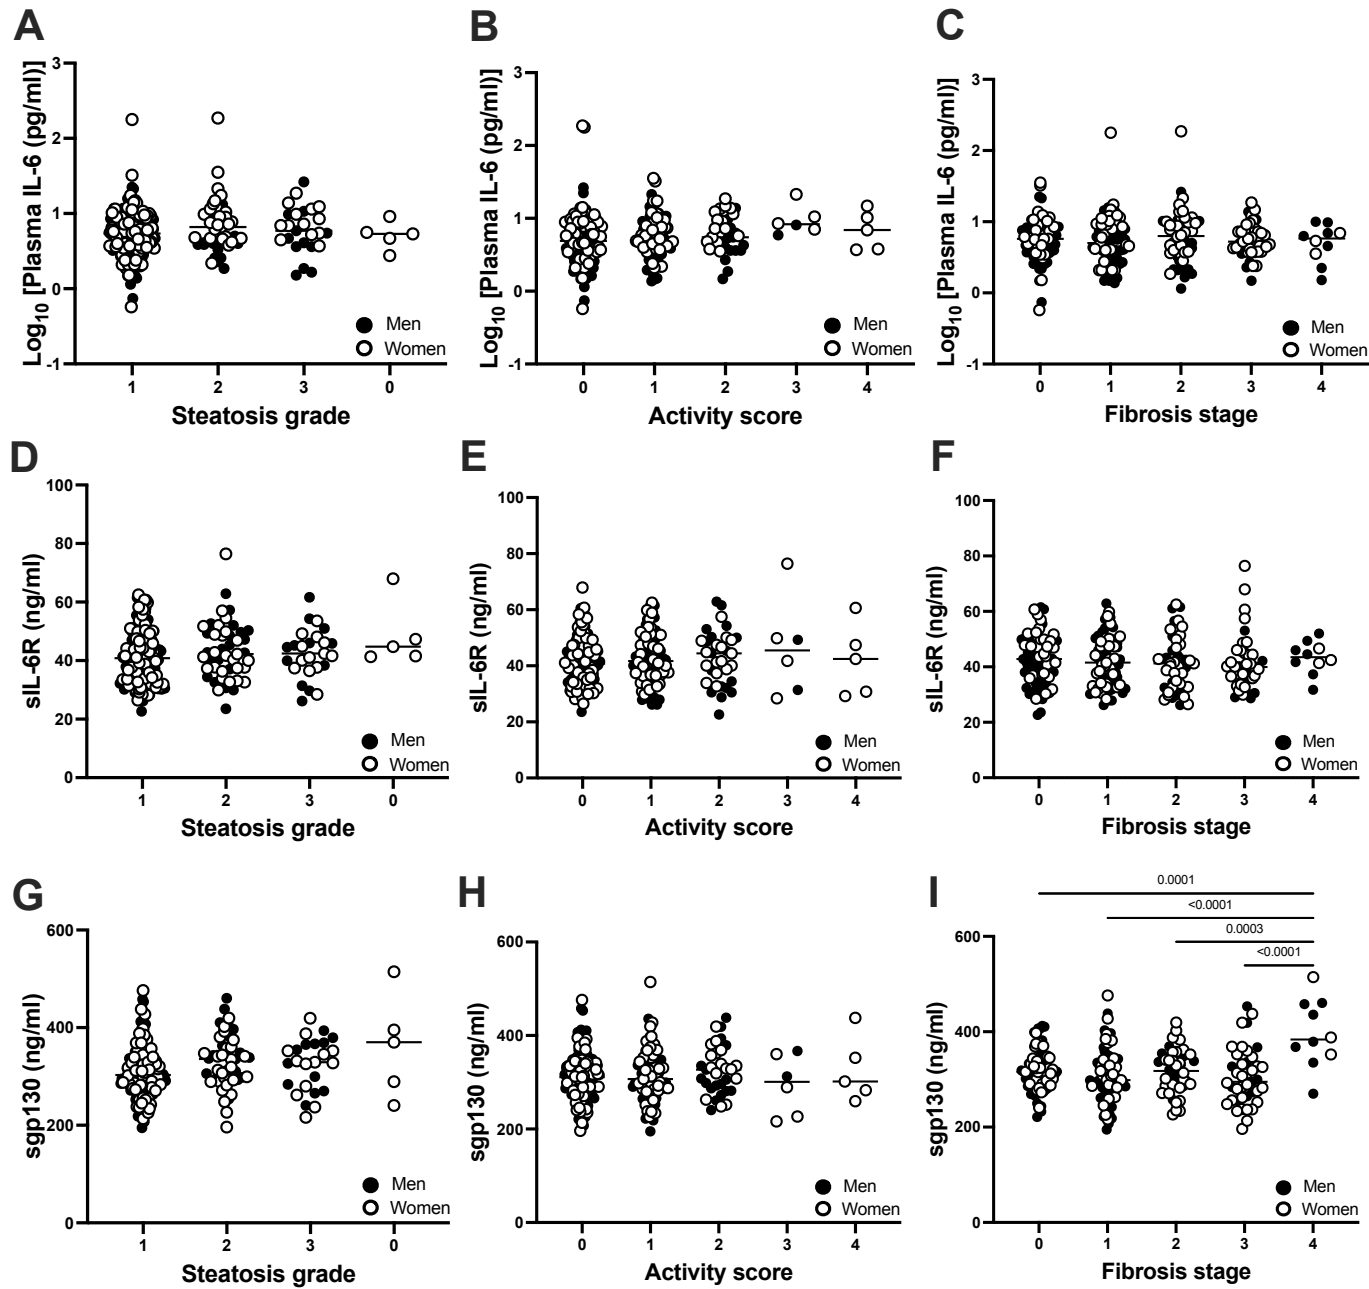 A
Log10 [Plasma IL-6 (pg/ml)]
3
2
1
0
-1
Men
Women
1 2 3 0
Steatosis grade
B
Log10 [Plasma IL-6 (pg/ml)]
3
2
1
0
-1
Men
Women
0 1 2 3 4
Activity score
C
Log10 [Plasma IL-6 (pg/ml)]
3
2
1
0
-1
Men
Women
0 1 2 3 4
Fibrosis stage
D
sIL-6R (ng/ml)
100
80
60
40
20
0
Men
Women
1 2 3 0
Steatosis grade
E
sIL-6R (ng/ml)
100
80
60
40
20
0
Men
Women
0 1 2 3 4
Activity score
F
sIL-6R (ng/ml)
100
80
60
40
20
0
Men
Women
0 1 2 3 4
Fibrosis stage
G
sgp130 (ng/ml)
600
400
200
0
Men
Women
1 2 3 0
Steatosis grade
H
sgp130 (ng/ml)
600
400
200
0
Men
Women
0 1 2 3 4
Activity score
I
0.0001
<0.0001
0.0003
<0.0001
sgp130 (ng/ml)
600
400
200
0
Men
Women
0 1 2 3 4
Fibrosis stage